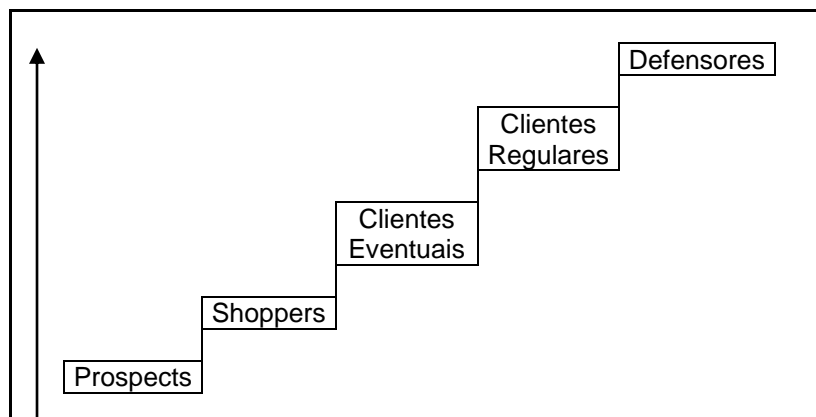 Defensores
Clientes
Regulares
Clientes
Eventuais
Shoppers
Prospects